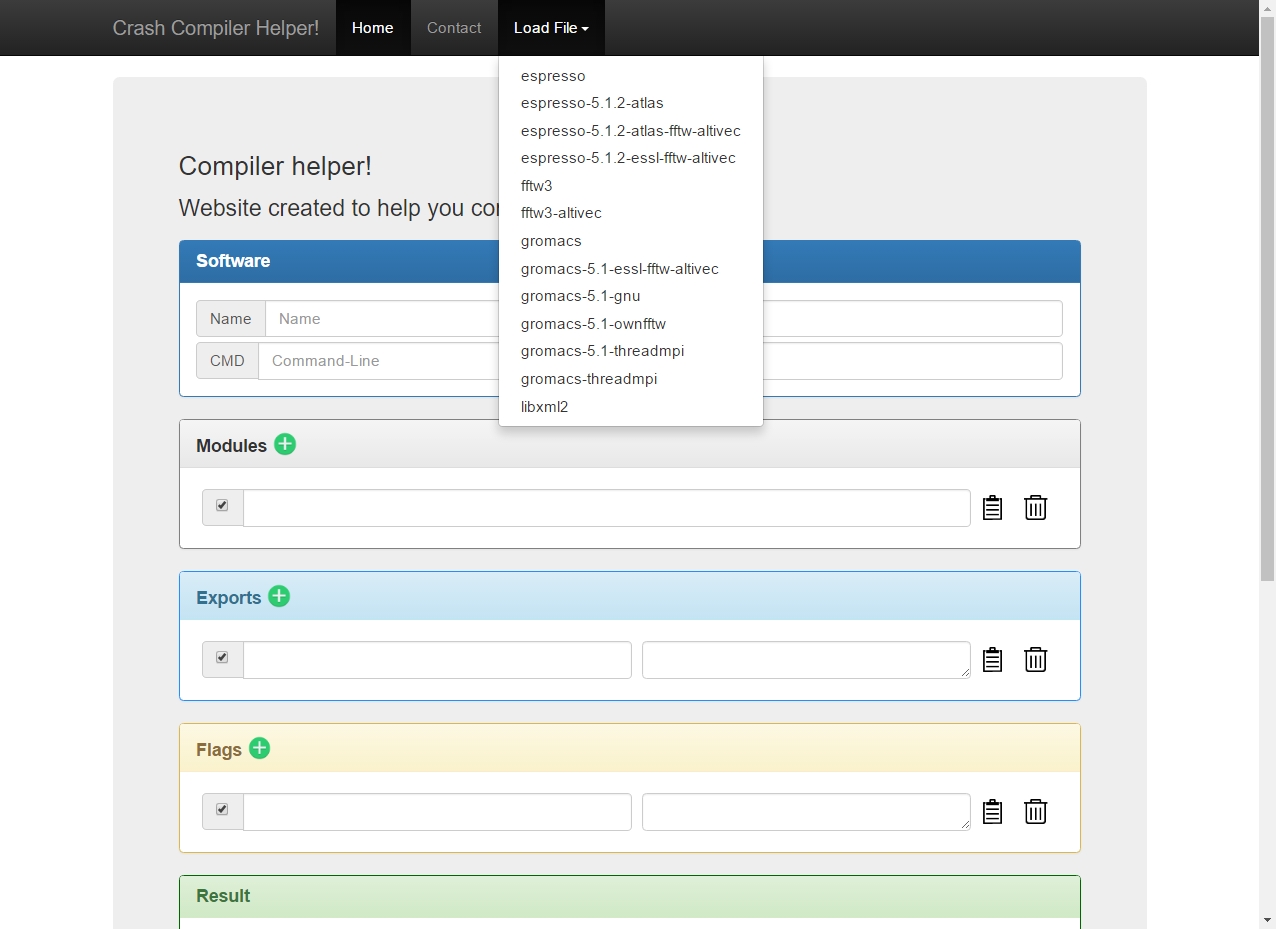 Crash Compiler Helper! Home Contact Load File
espresso
espresso-5.1.2-atlas
espresso-5.1.2-atlas-fftw-altivec
espresso-5.1.2-essl-fftw-altivec
fftw3
fftw3-altivec
gromacs
gromacs-5.1-essl-fftw-altivec
gromacs-5.1-gnu
gromacs-5.1-ownfftw
gromacs-5.1-threadmpi
gromacs-threadmpi
libxml2
Compiler helper!
Website created to help you
Software
Name Name
CMD Command-Line
Modules
Exports
Flags
Result